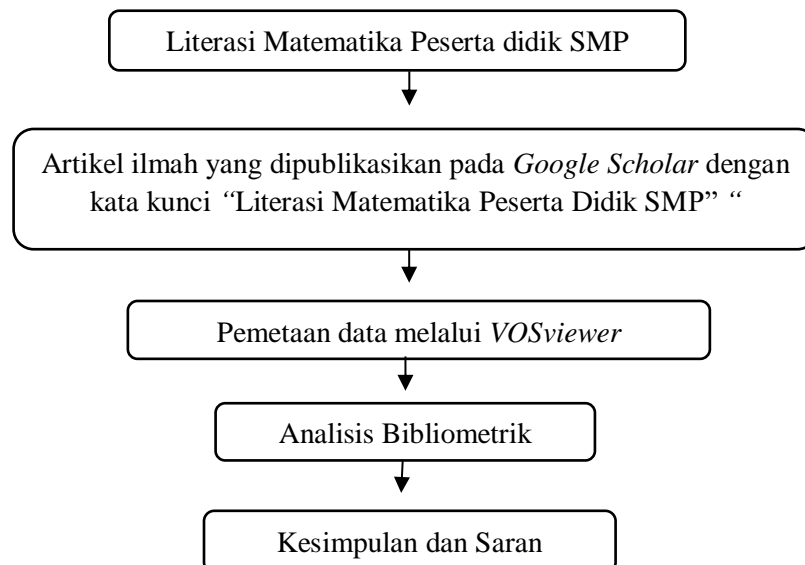 Literasi Matematika Peserta didik SMP
Artikel ilmah yang dipublikasikan pada Google Scholar dengan
kata kunci “Literasi Matematika Peserta Didik SMP” “
Pemetaan data melalui VOSviewer
Analisis Bibliometrik
Kesimpulan dan Saran